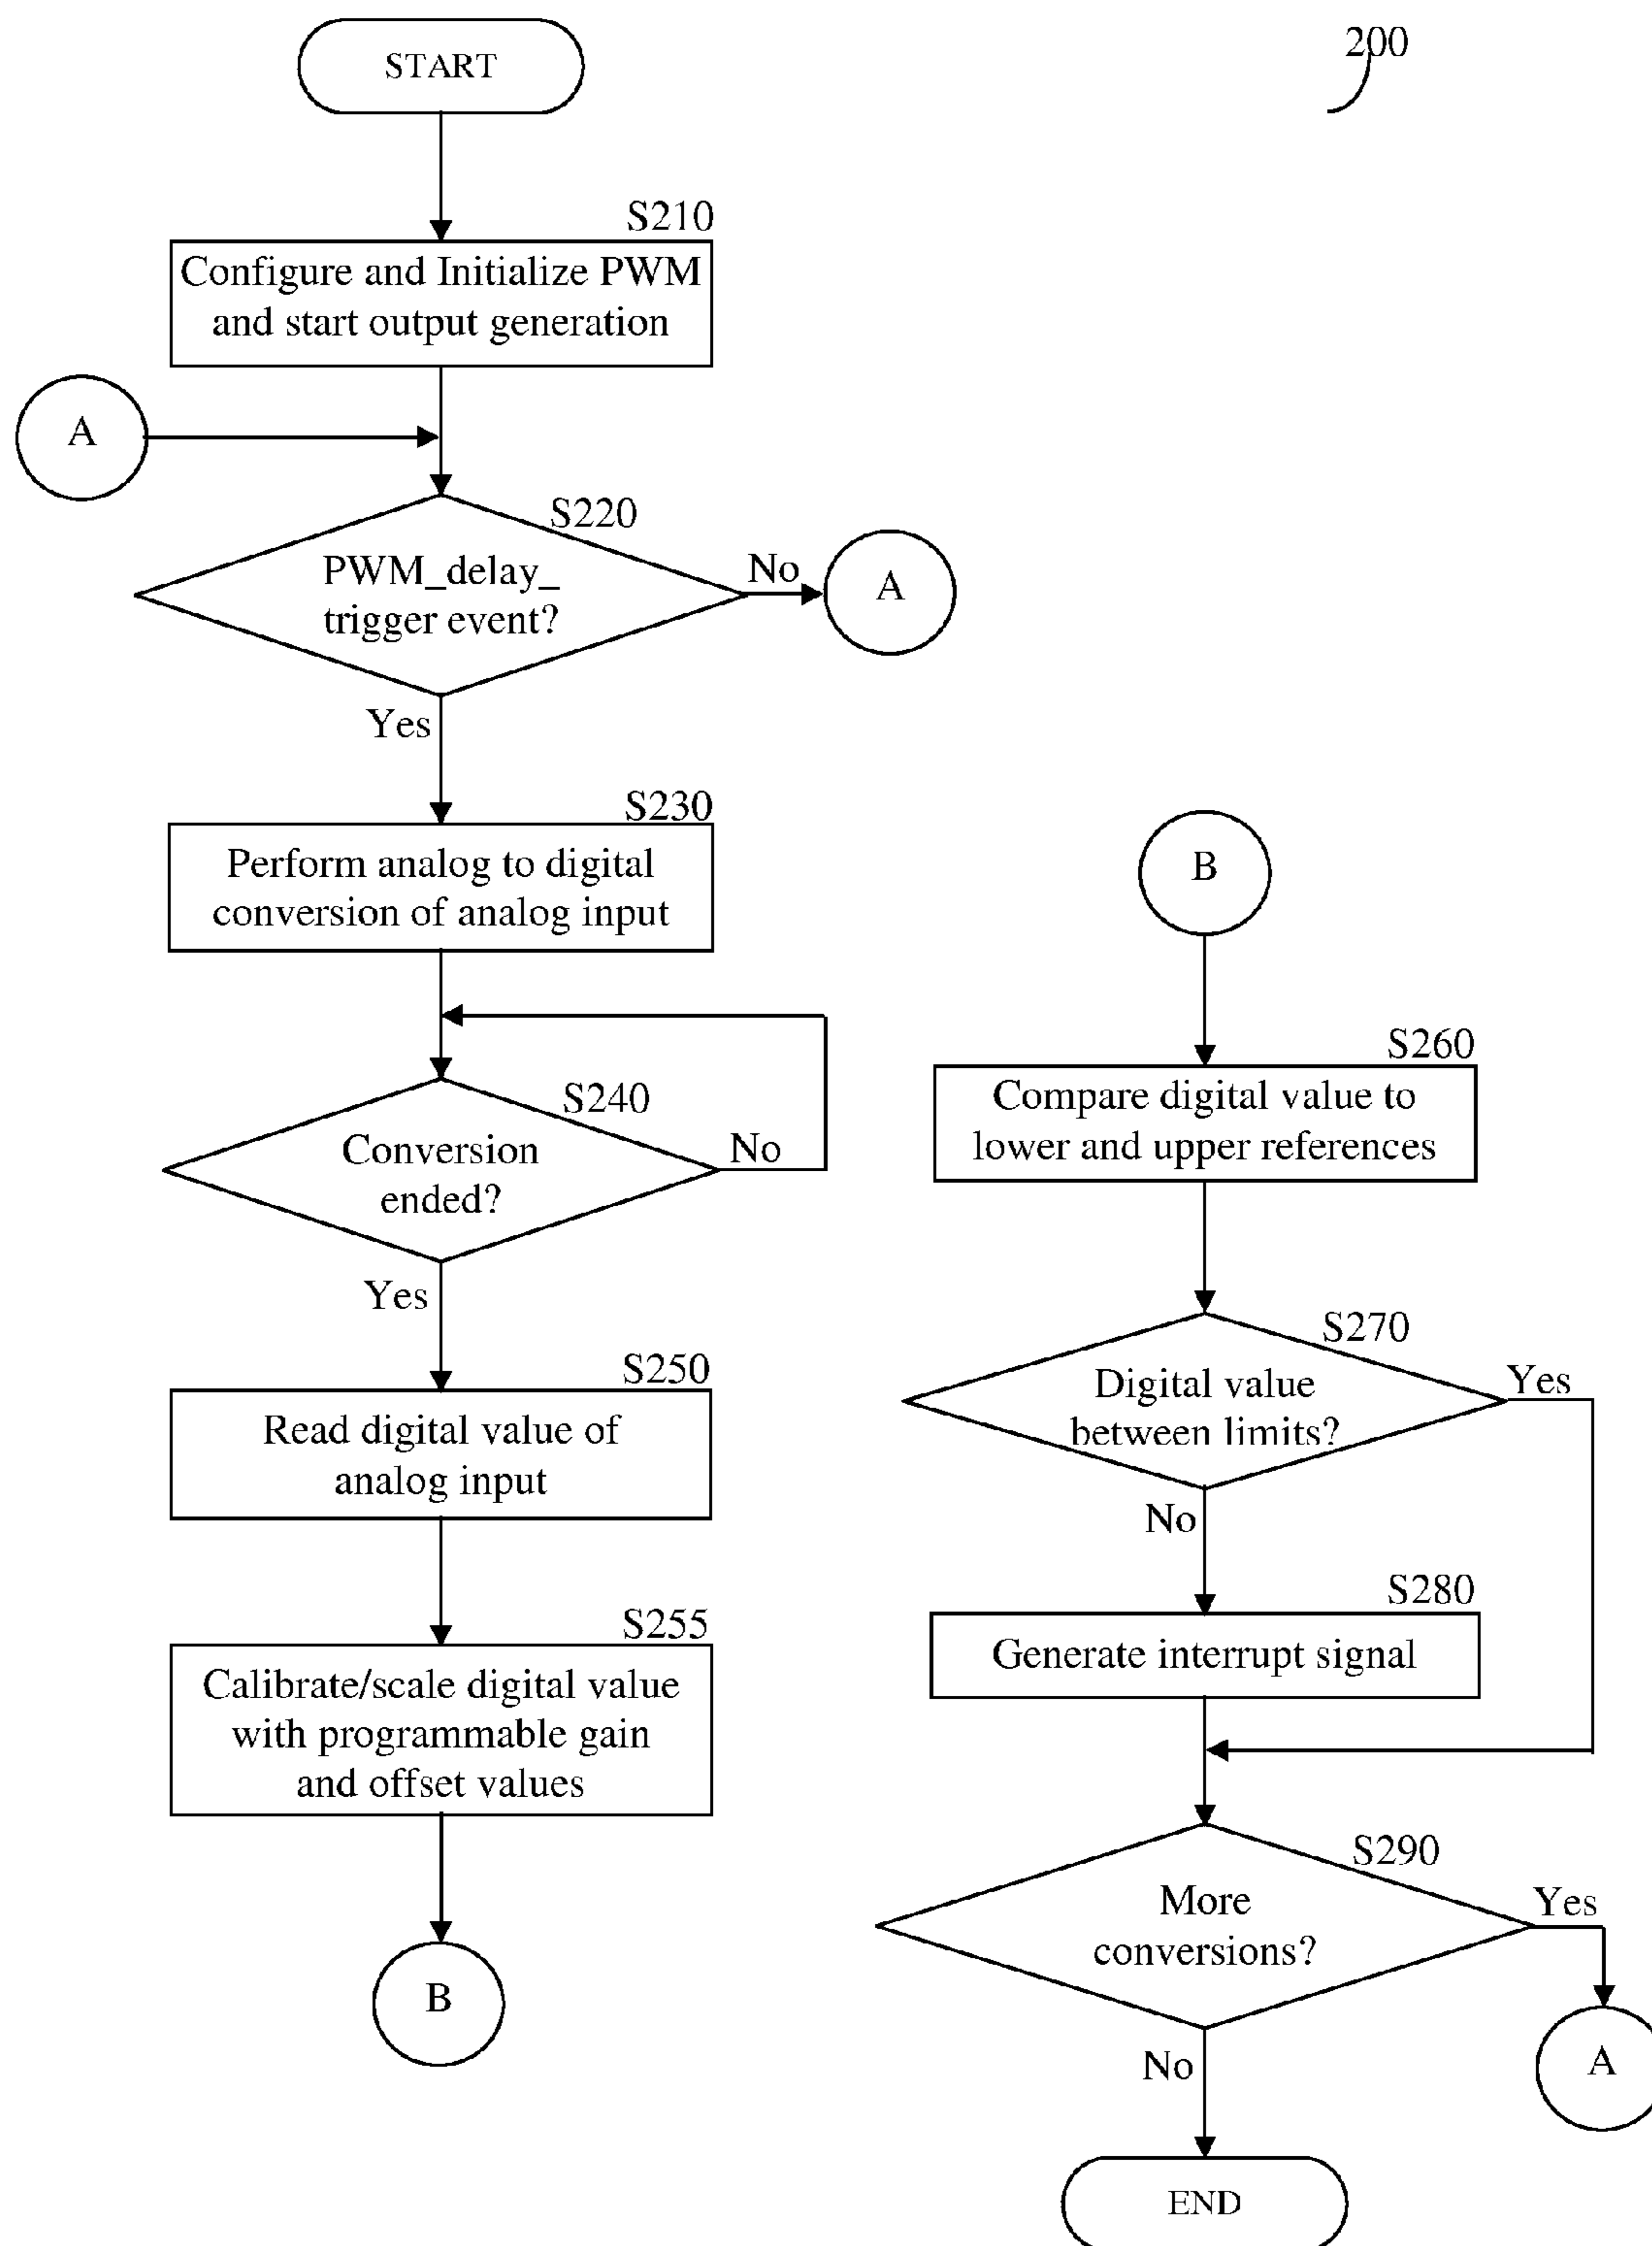 START
200
S210
Configure and Initialize PWM
and start output generation
A
S220
PWM_delay_
trigger event?
No
A
Yes
S230
Perform analog to digital
conversion of analog input
S240
Conversion
ended?
No
Yes
S250
Read digital value of
analog input
S255
Calibrate/scale digital value
with programmable gain
and offset values
B
B
S260
Compare digital value to
lower and upper references
S270
Digital value
between limits?
Yes
No
S280
Generate interrupt signal
S290
More
conversions?
Yes
A
No
END